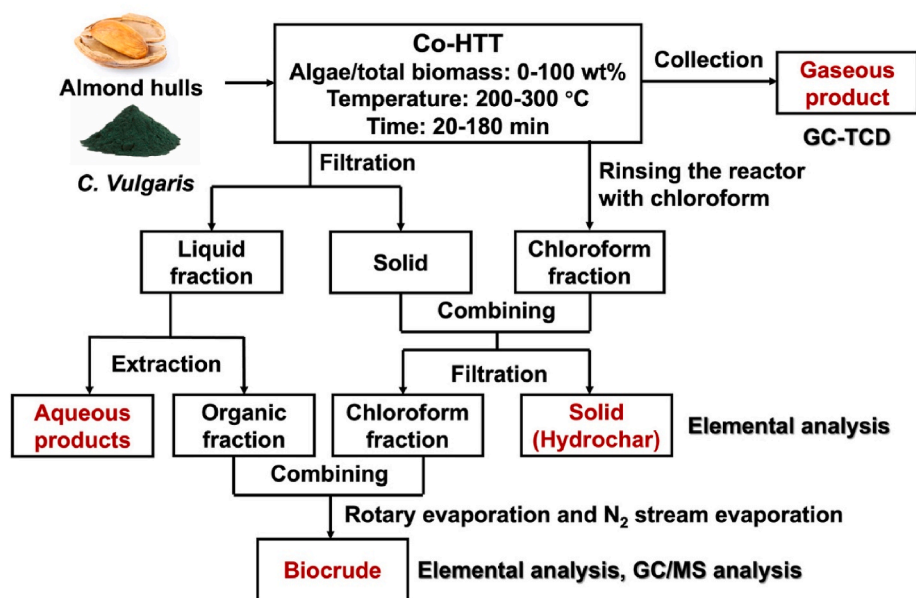 Almond hulls
C. Vulgaris
Co-HTT
Algae/total biomass: 0-100 wt%
Temperature: 200-300 °C
Time: 20-180 min
Collection
Gaseous
product
GC-TCD
Filtration
Rinsing the reactor
with chloroform
Liquid
fraction
Solid
Chloroform
fraction
Combining
Extraction
Filtration
Aqueous
products
Organic
fraction
Chloroform
fraction
Solid
(Hydrochar)
Elemental analysis
Combining
Rotary evaporation and N₂ stream evaporation
Biocrude
Elemental analysis, GC/MS analysis